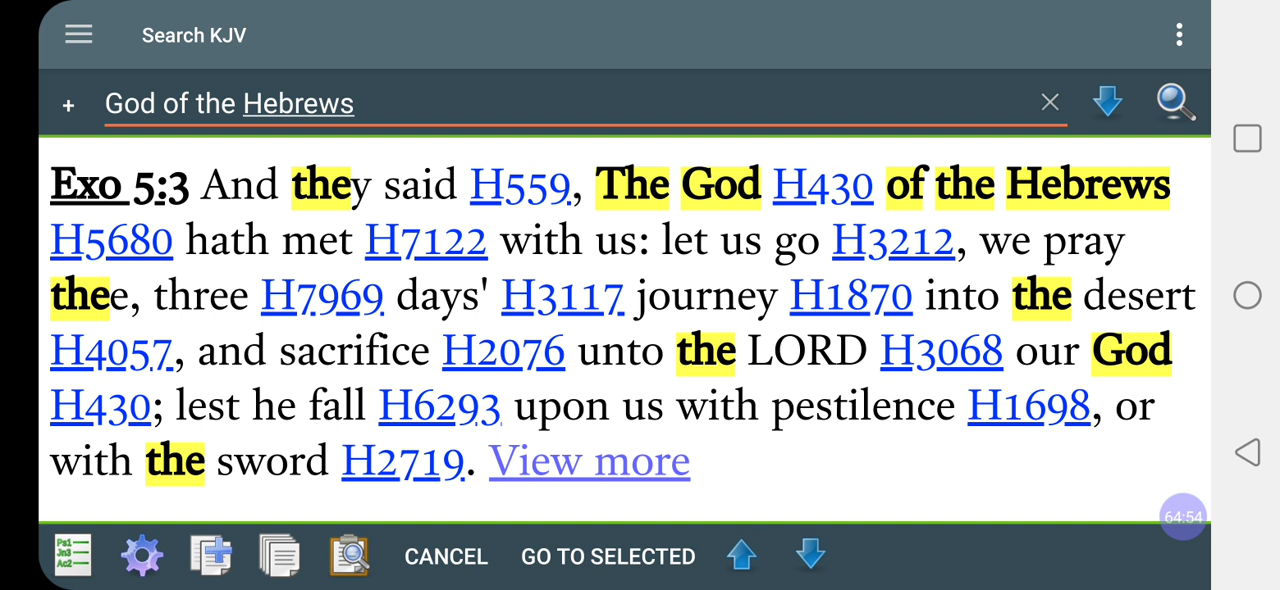 Search KJV
+ God of the Hebrews
Exo 5:3 And they said H559, The God H430 of the Hebrews
H5680 hath met H7122 with us: let us go H3212, we pray
thee, three H7969 days' H3117 journey H1870 into the desert
H4057, and sacrifice H2076 unto the LORD H3068 our God
H430; lest he fall H6293 upon us with pestilence H1698, or
with the sword H2719. View more
64:54
Ps1
Jn3
Ac2
CANCEL GO TO SELECTED